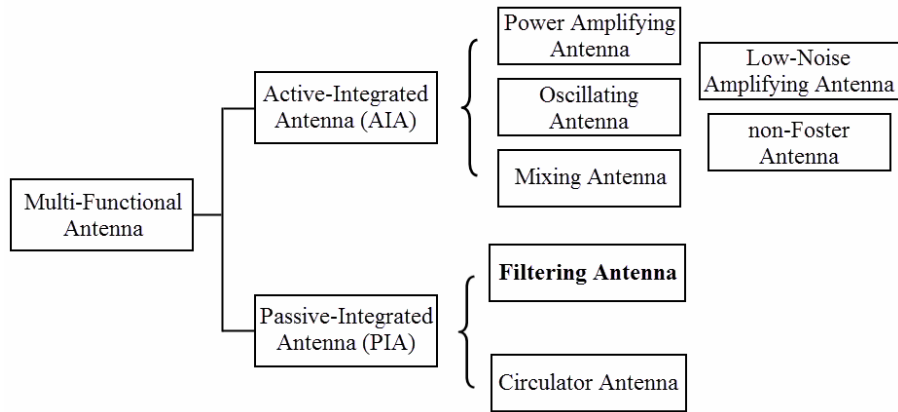 Multi-Functional
Antenna
Active-Integrated
Antenna (AIA)
Power Amplifying
Antenna
Oscillating
Antenna
Mixing Antenna
Low-Noise
Amplifying Antenna
non-Foster
Antenna
Passive-Integrated
Antenna (PIA)
Filtering Antenna
Circulator Antenna